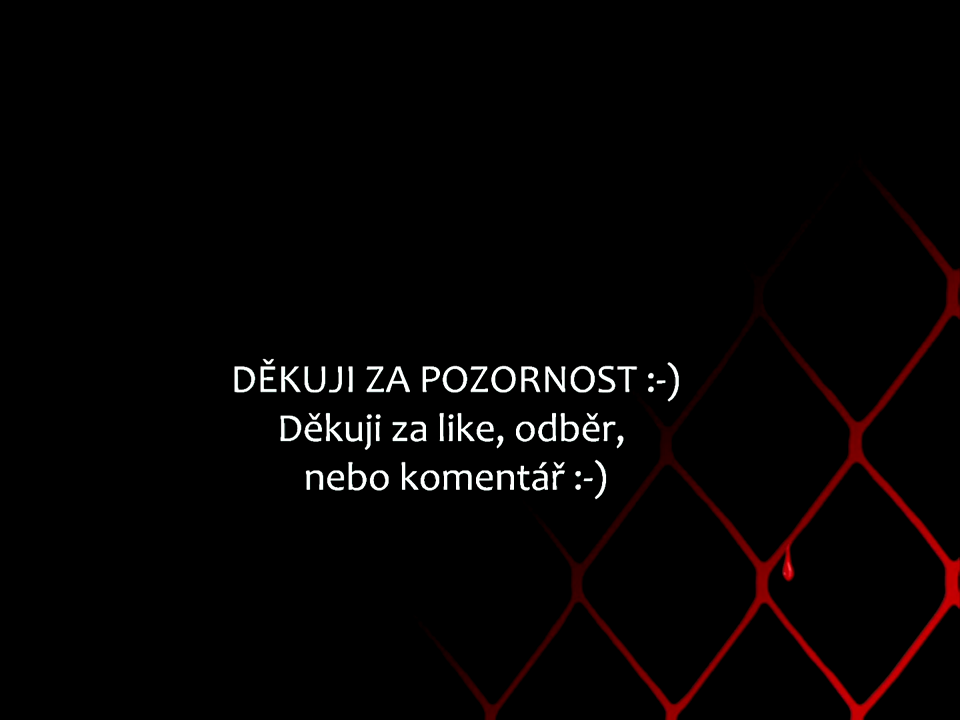 DĚKUJI ZA POZORNOST :-)
Děkuji za like, odběr,
nebo komentář :-)